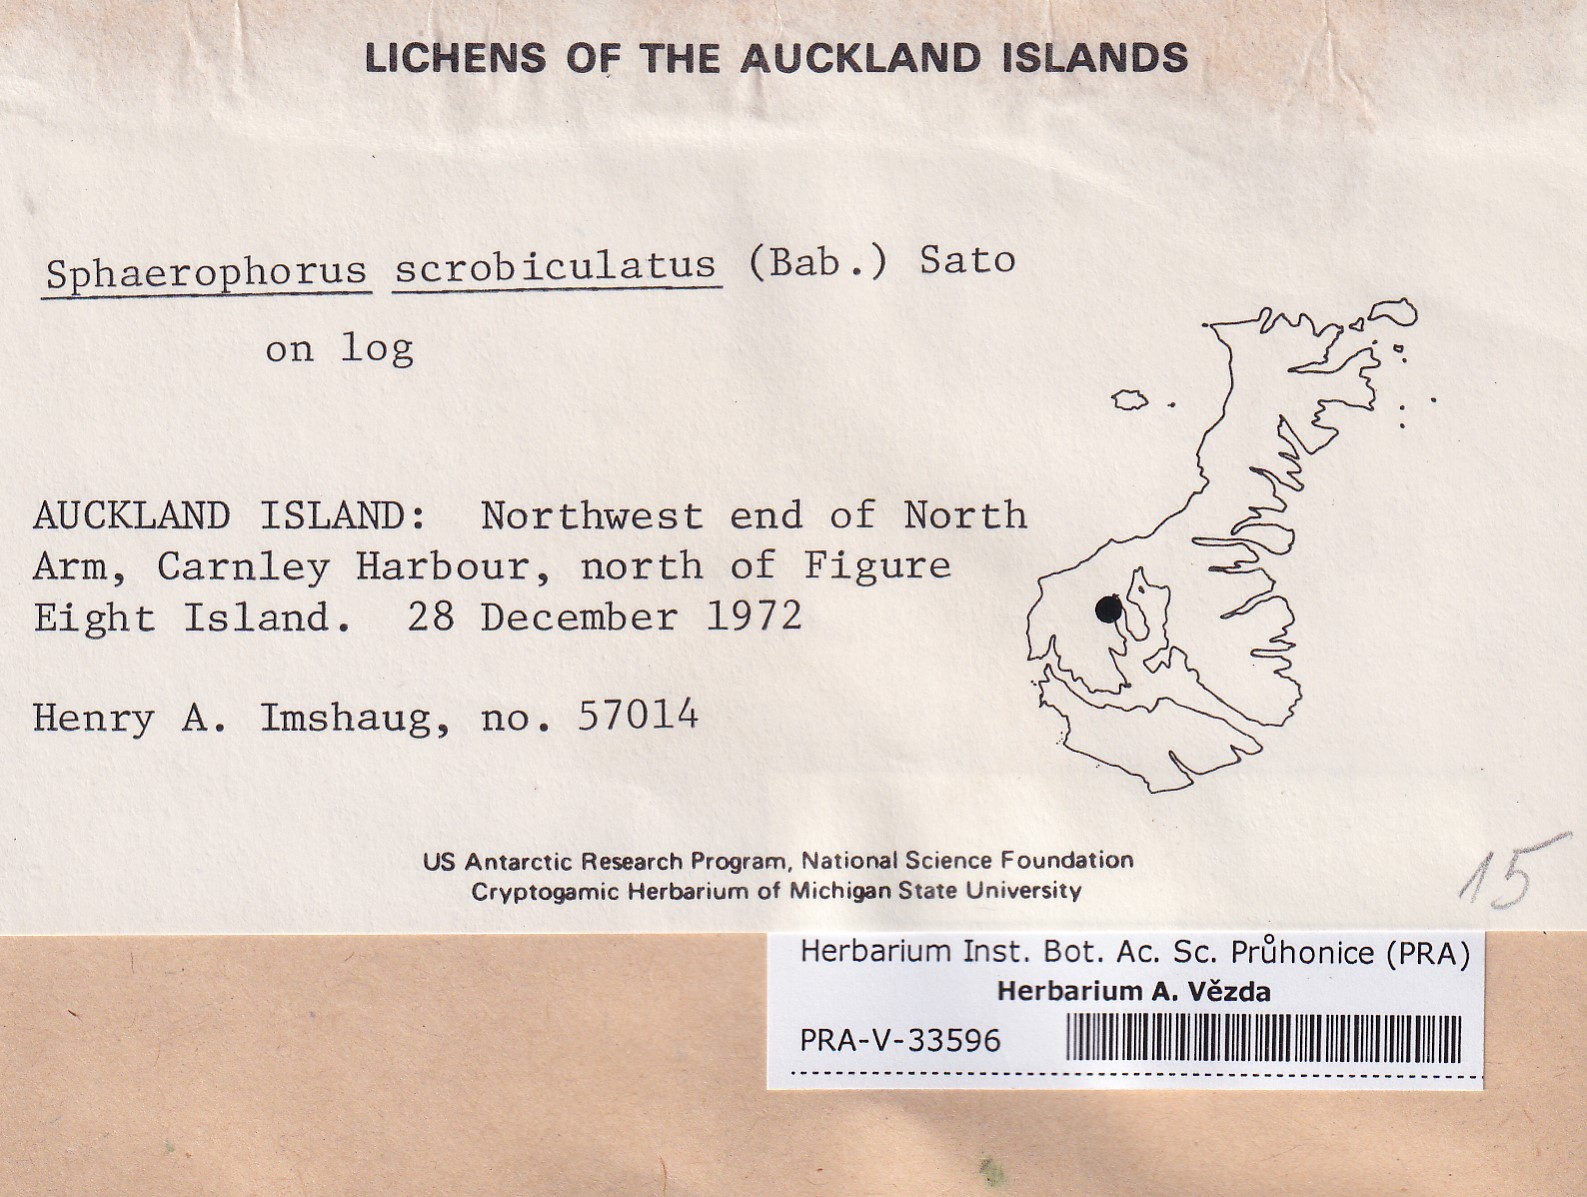 LICHENS OF THE AUCKLAND ISLANDS
Sphaerophorus scrobiculatus (Bab.) Sato
on log
AUCKLAND ISLAND: Northwest end of North
Arm, Carnley Harbour, north of Figure
Eight Island. 28 December 1972
Henry A. Imshaug, no. 57014
US Antarctic Research Program, National Science Foundation
Cryptogamic Herbarium of Michigan State University
15
Herbarium Inst. Bot. Ac. Sc. Průhonice (PRA)
Herbarium A. Vězda
PRA-V-33596